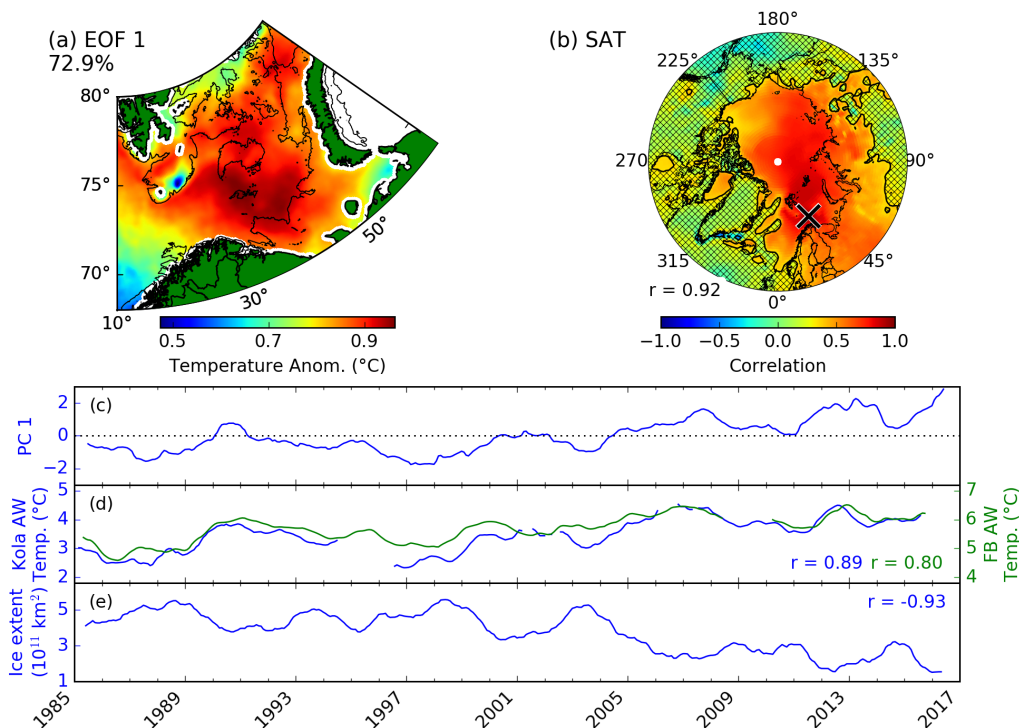 (a) EOF 1
72.9%
80°
75°
70°
10°
30°
50°
0.5 0.7 0.9
Temperature Anom. (°C)
(b) SAT
180°
225° 135°
270 90°
315 45°
r = 0.92
0°
−1.0 −0.5 0.0 0.5 1.0
Correlation
(c)
PC 1
2
0
−2
(d)
Kola AW
Temp. (°C)
5
4
3
2
r = 0.89 r = 0.80
7
6
5
4
FB AW
Temp. (°C)
(e)
Ice extent
(10¹¹ km²)
5
3
1
r = -0.93
1985 1989 1993 1997 2001 2005 2009 2013 2017